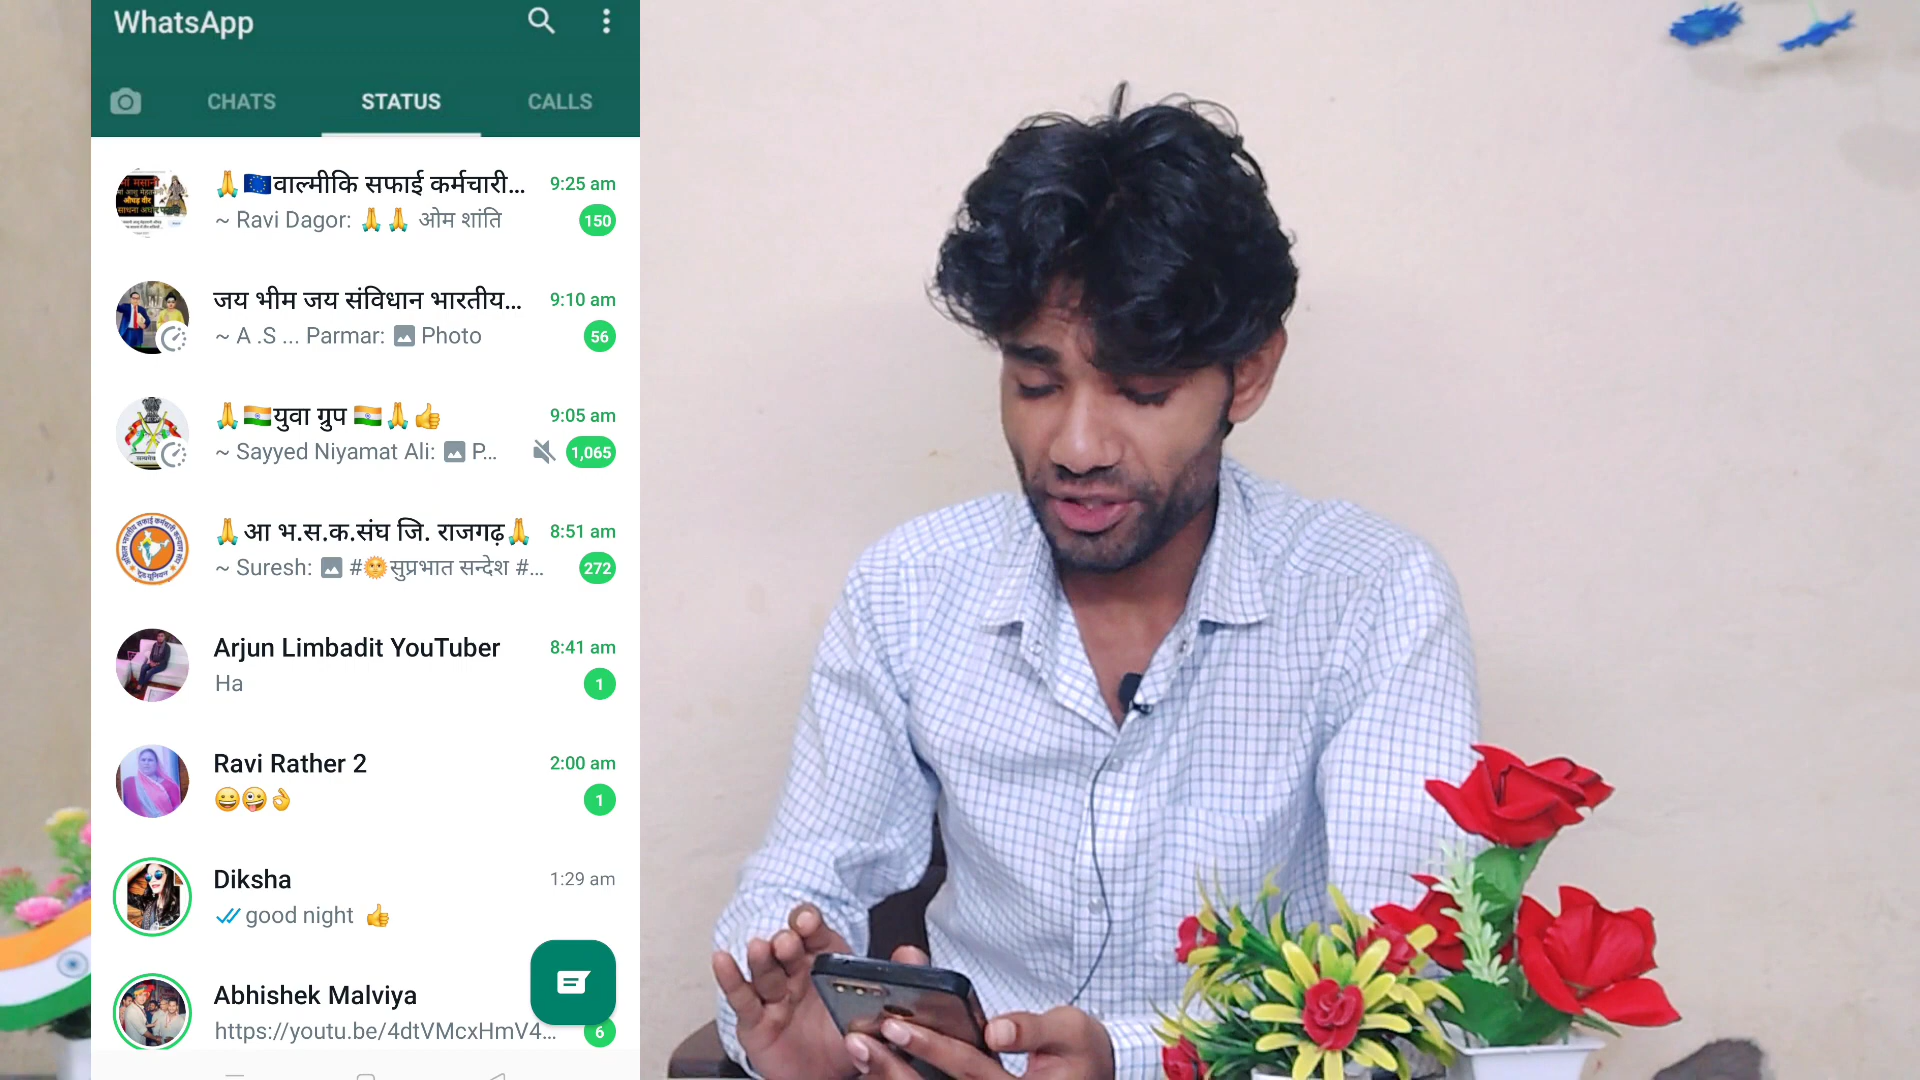 WhatsApp
CHATS STATUS CALLS
🙏🇪🇺वाल्मीकि सफाई कर्मचारी... 9:25 am
~ Ravi Dagor: 🙏🙏 ओम शांति 150
जय भीम जय संविधान भारतीय... 9:10 am
~ A .S ... Parmar: Photo 56
🙏🇮🇳युवा ग्रुप 🇮🇳🙏👍 9:05 am
~ Sayyed Niyamat Ali: P... 1,065
🙏आ भ.स.क.संघ जि. राजगढ़🙏 8:51 am
~ Suresh: #🌞सुप्रभात सन्देश #... 272
Arjun Limbadit YouTuber 8:41 am
Ha 1
Ravi Rather 2 2:00 am
😀🤪👌 1
Diksha 1:29 am
good night 👍
Abhishek Malviya
https://youtu.be/4dtVMcxHmV4... 6